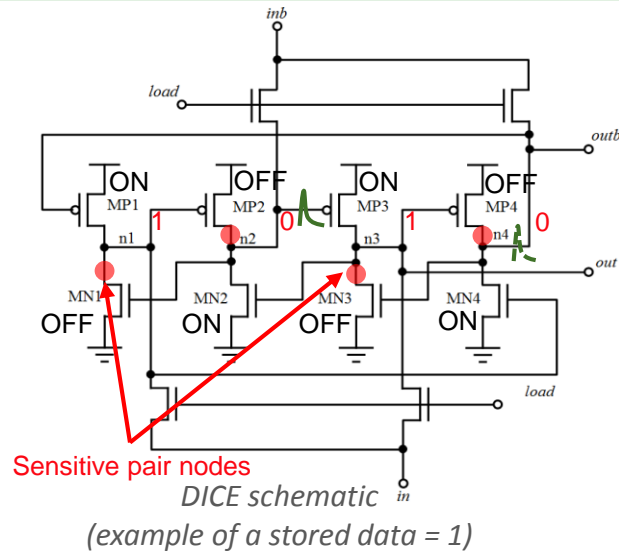 inb
load
outb
ON
OFF
ON
OFF
MP1
1
MP2
0
MP3
1
MP4
0
n1
n2
n3
n4
out
MN1
MN2
MN3
MN4
OFF
ON
OFF
ON
load
Sensitive pair nodes
in
DICE schematic
(example of a stored data = 1)